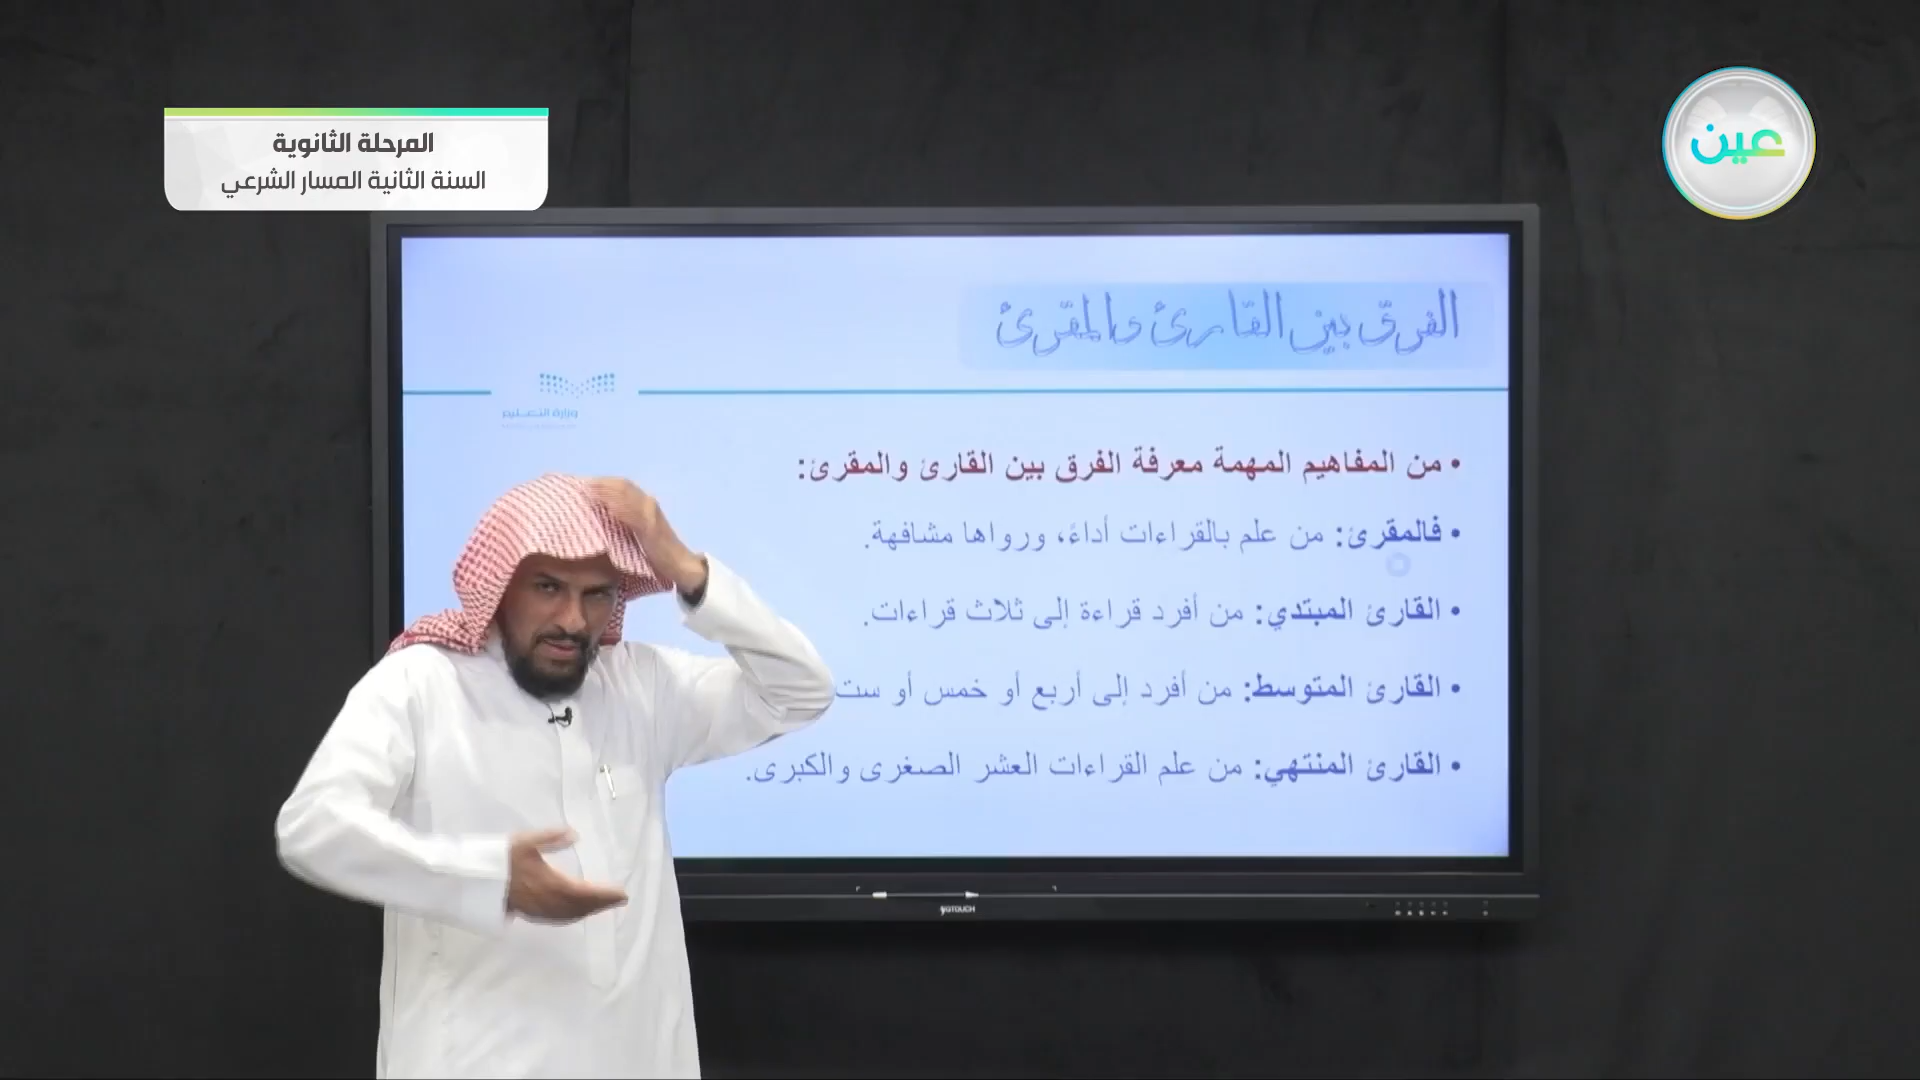 المرحلة الثانوية
السنة الثانية المسار الشرعي
عين
الفرق بين القارئ والمقرئ
وزارة التعليم
• من المفاهيم المهمة معرفة الفرق بين القارئ والمقرئ:
• فالمقرئ: من علم بالقراءات أداءً، ورواها مشافهة.
• القارئ المبتدي: من أفرد قراءة إلى ثلاث قراءات.
• القارئ المتوسط: من أفرد إلى أربع أو خمس أو ست
• القارئ المنتهي: من علم القراءات العشر الصغرى والكبرى.